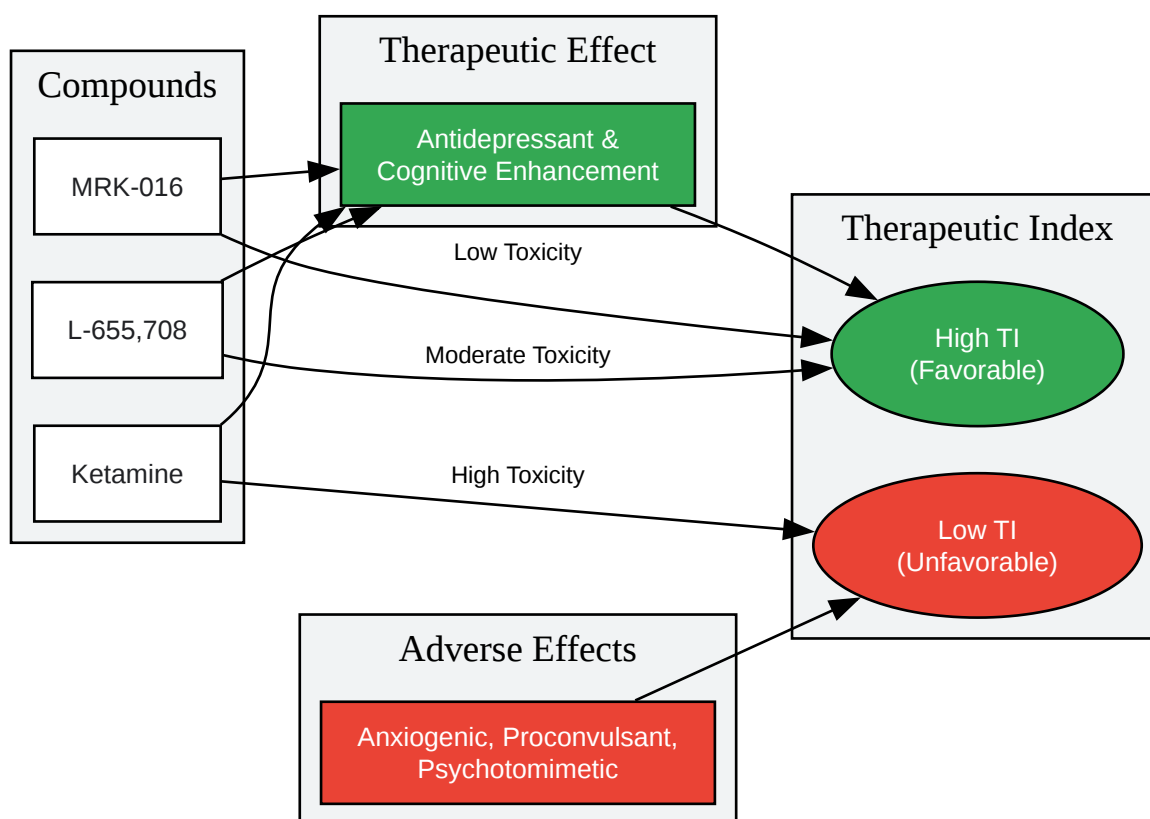 Compounds
MRK-016
L-655,708
Ketamine
Therapeutic Effect
Antidepressant &
Cognitive Enhancement
Low Toxicity
Moderate Toxicity
High Toxicity
Therapeutic Index
High TI
(Favorable)
Low TI
(Unfavorable)
Adverse Effects
Anxiogenic, Proconvulsant,
Psychotomimetic